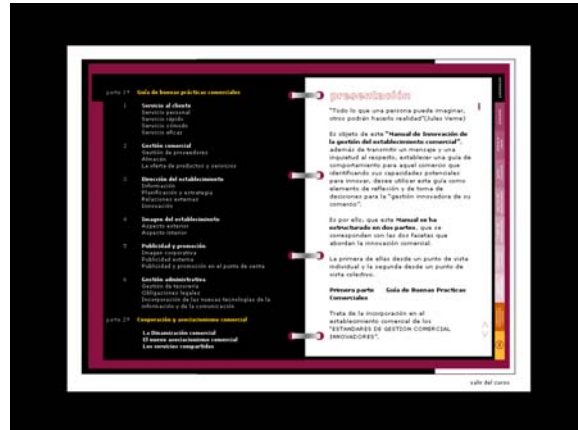 parte 1ª Guía de buenas prácticas comerciales
1 Servicio al cliente
Servicio personal
Servicio rápido
Servicio cómodo
Servicio eficaz
2 Gestión comercial
Gestión de proveedores
Almacén
La oferta de productos y servicios
3 Dirección del establecimiento
Información
Planificación y estrategia
Relaciones externas
Innovación
4 Imagen del establecimiento
Aspecto exterior
Aspecto interior
5 Publicidad y promoción
Imagen corporativa
Publicidad externa
Publicidad y promoción en el punto de venta
6 Gestión administrativa
Gestión de tesorería
Obligaciones legales
Incorporación de las nuevas tecnologías de la
información y de la comunicación
parte 2ª Cooperación y asociacionismo comercial
La Dinamización comercial
El nuevo asociacionismo comercial
Los servicios compartidos
presentación
"Todo lo que una persona puede imaginar,
otros podrán hacerlo realidad"(Jules Verne)
Es objeto de este "Manual de Innovación de
la gestión del establecimiento comercial",
además de transmitir un mensaje y una
inquietud al respecto, establecer una guía de
comportamiento para aquel comercio que
identificando sus capacidades potenciales
para innovar, desee utilizar esta guía como
elemento de reflexión y de toma de
decisiones para la "gestión innovadora de su
comercio".
Es por ello, que este Manual se ha
estructurado en dos partes, que se
corresponden con las dos facetas que
abordan la innovación comercial.
La primera de ellas desde un punto de vista
individual y la segunda desde un punto de
vista colectivo.
Primera parte Guía de Buenas Practicas
Comerciales
Trata de la incorporación en el
establecimiento comercial de los
"ESTANDARES DE GESTION COMERCIAL
INNOVADORES".
salir del curso